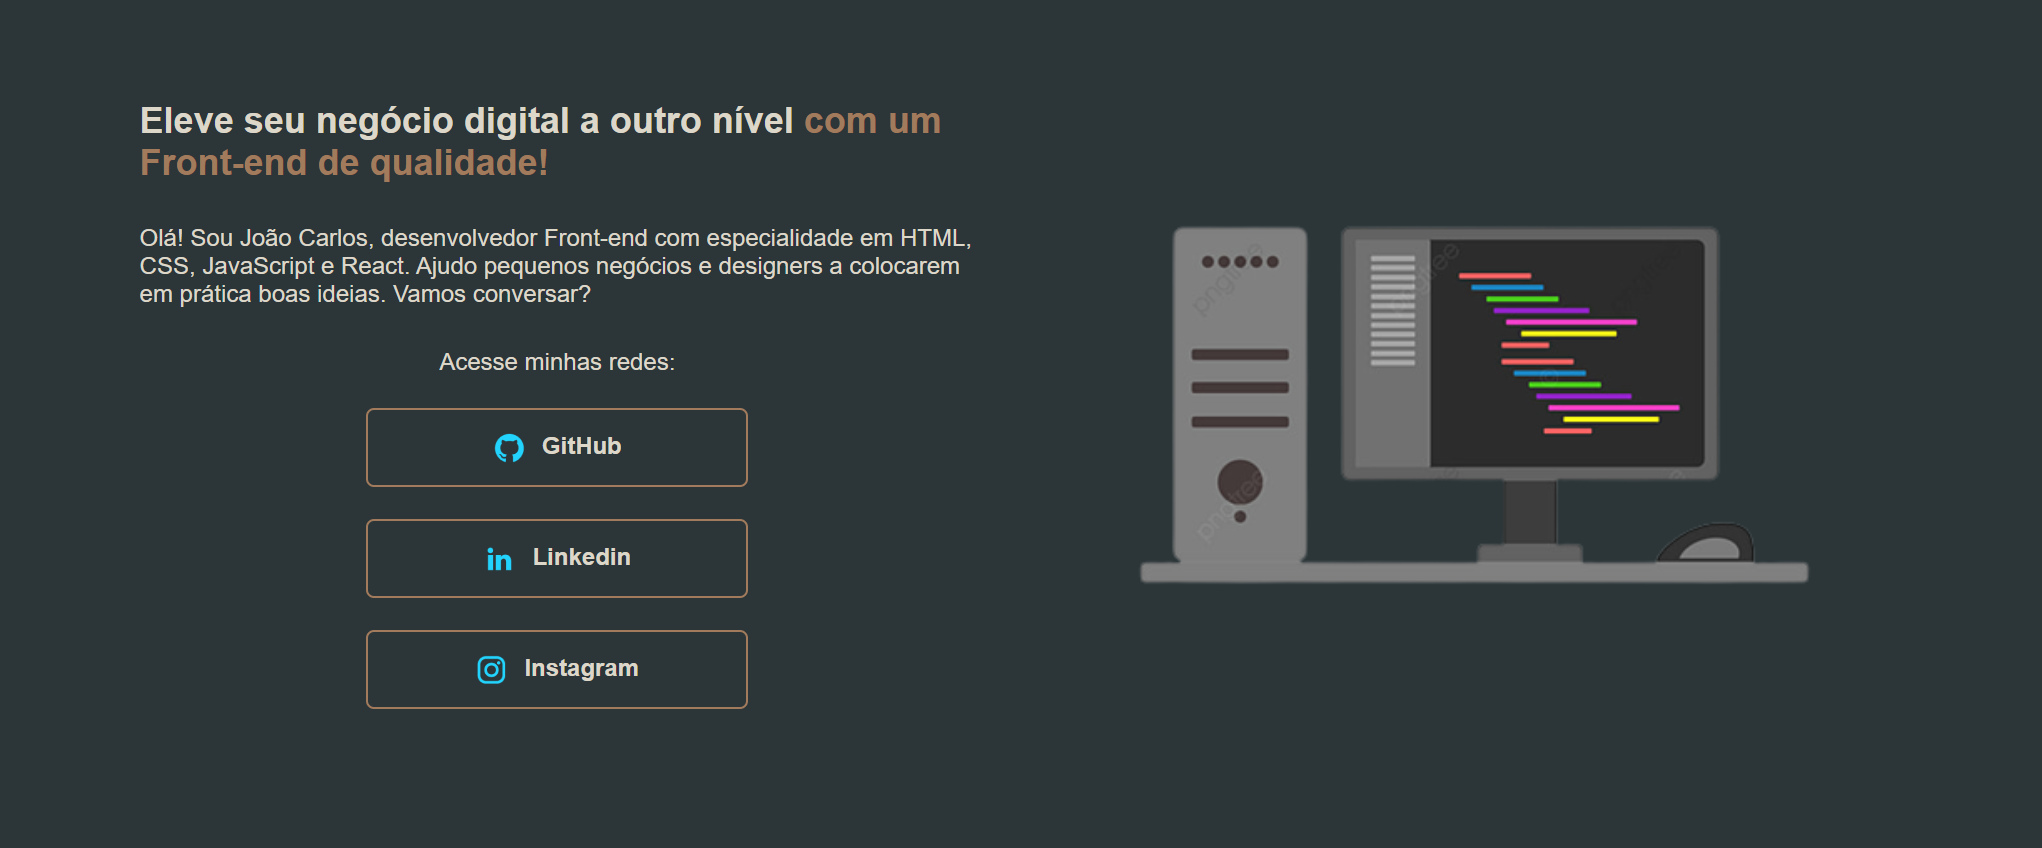 Eleve seu negócio digital a outro nível com um
Front-end de qualidade!
Olá! Sou João Carlos, desenvolvedor Front-end com especialidade em HTML,
CSS, JavaScript e React. Ajudo pequenos negócios e designers a colocarem
em prática boas ideias. Vamos conversar?
Acesse minhas redes:
GitHub
Linkedin
Instagram
pngtree
pngtree
pngtree